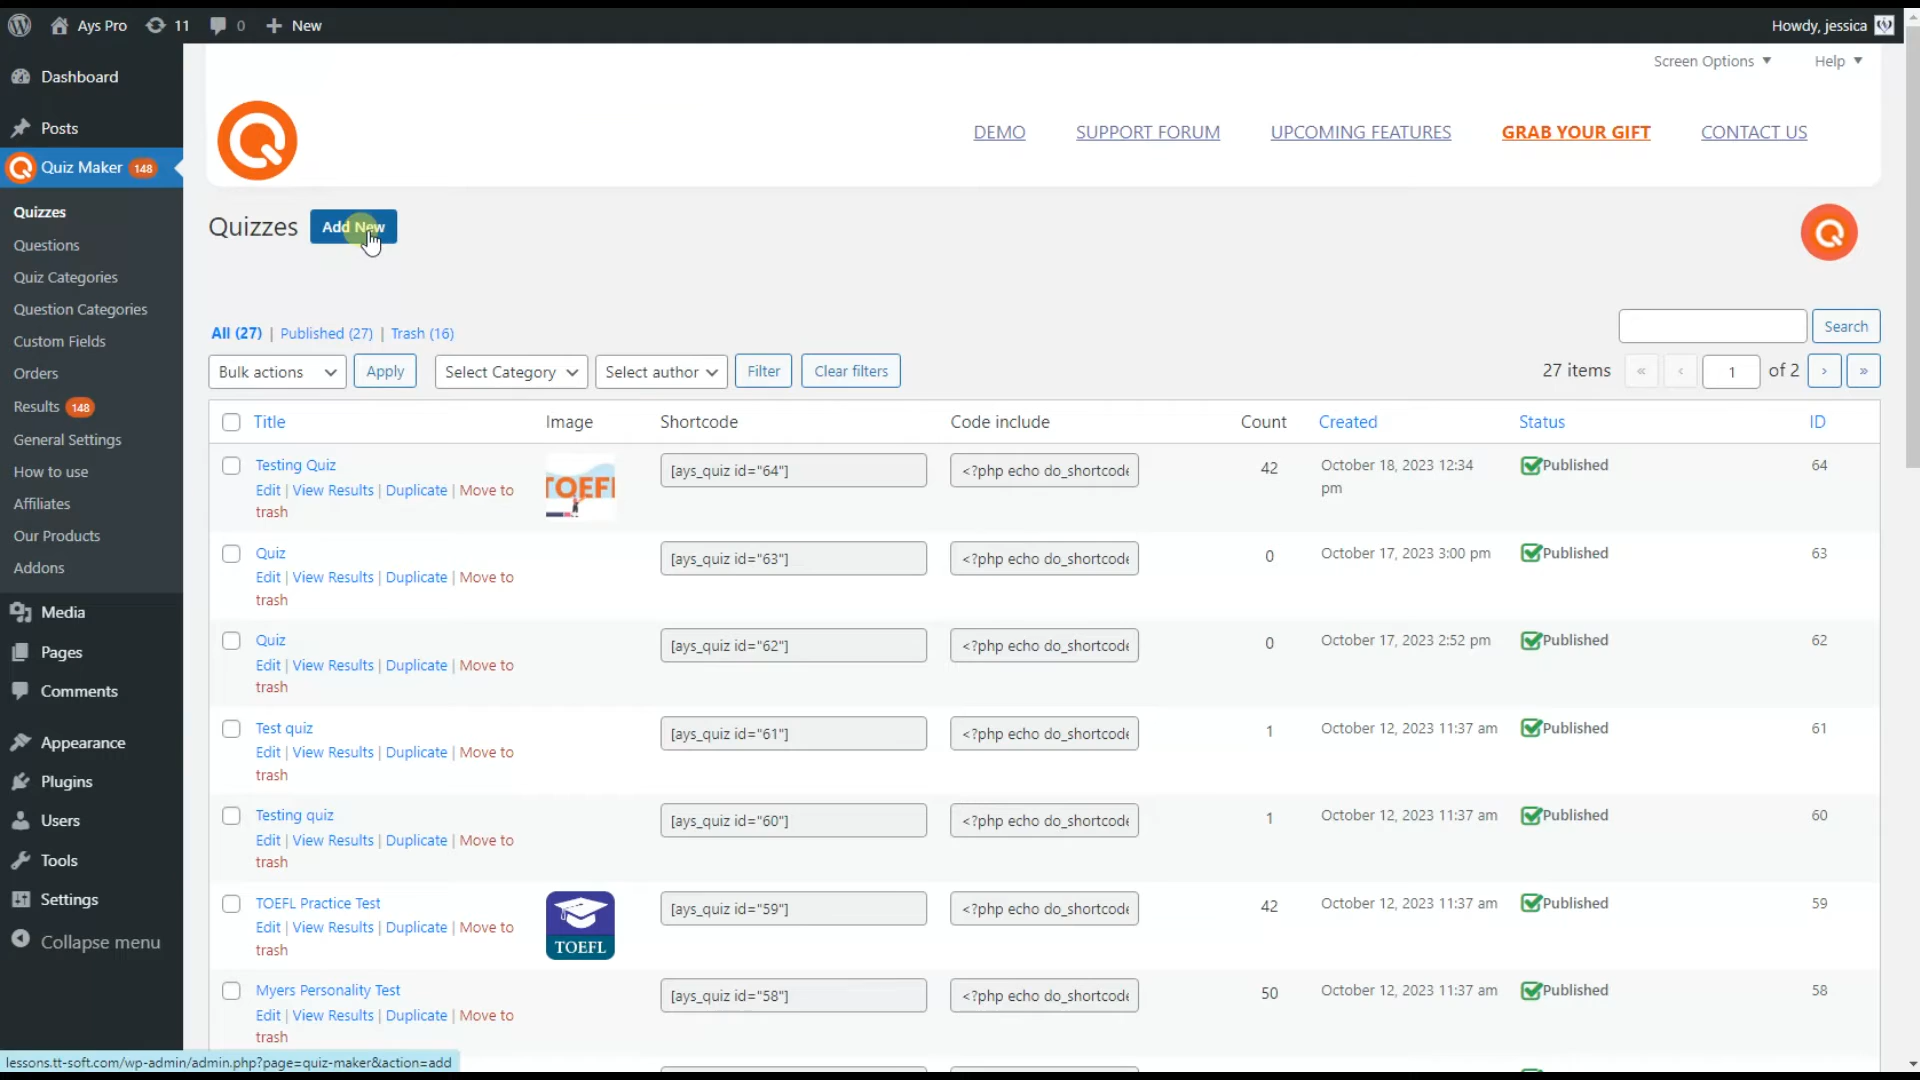 Ays Pro 11 0 New Howdy, jessica
Dashboard
Posts
Quiz Maker 148
Quizzes
Questions
Quiz Categories
Question Categories
Custom Fields
Orders
Results 148
General Settings
How to use
Affiliates
Our Products
Addons
Media
Pages
Comments
Appearance
Plugins
Users
Tools
Settings
Collapse menu
Screen Options Help
DEMO SUPPORT FORUM UPCOMING FEATURES GRAB YOUR GIFT CONTACT US
Quizzes Add New
All (27) | Published (27) | Trash (16)
Search
Bulk actions Apply Select Category Select author Filter Clear filters 27 items « ‹ 1 of 2 › »
Title Image Shortcode Code include Count Created Status ID
Testing Quiz [ays_quiz id="64"] <?php echo do_shortcode 42 October 18, 2023 12:34 Published 64
pm
Edit | View Results | Duplicate | Move to
trash
TOEFL
Quiz [ays_quiz id="63"] <?php echo do_shortcode 0 October 17, 2023 3:00 pm Published 63
Edit | View Results | Duplicate | Move to
trash
Quiz [ays_quiz id="62"] <?php echo do_shortcode 0 October 17, 2023 2:52 pm Published 62
Edit | View Results | Duplicate | Move to
trash
Test quiz [ays_quiz id="61"] <?php echo do_shortcode 1 October 12, 2023 11:37 am Published 61
Edit | View Results | Duplicate | Move to
trash
Testing quiz [ays_quiz id="60"] <?php echo do_shortcode 1 October 12, 2023 11:37 am Published 60
Edit | View Results | Duplicate | Move to
trash
TOEFL Practice Test [ays_quiz id="59"] <?php echo do_shortcode 42 October 12, 2023 11:37 am Published 59
Edit | View Results | Duplicate | Move to
trash
TOEFL
Myers Personality Test [ays_quiz id="58"] <?php echo do_shortcode 50 October 12, 2023 11:37 am Published 58
Edit | View Results | Duplicate | Move to
trash
lessons.tt-soft.com/wp-admin/admin.php?page=quiz-maker&action=add